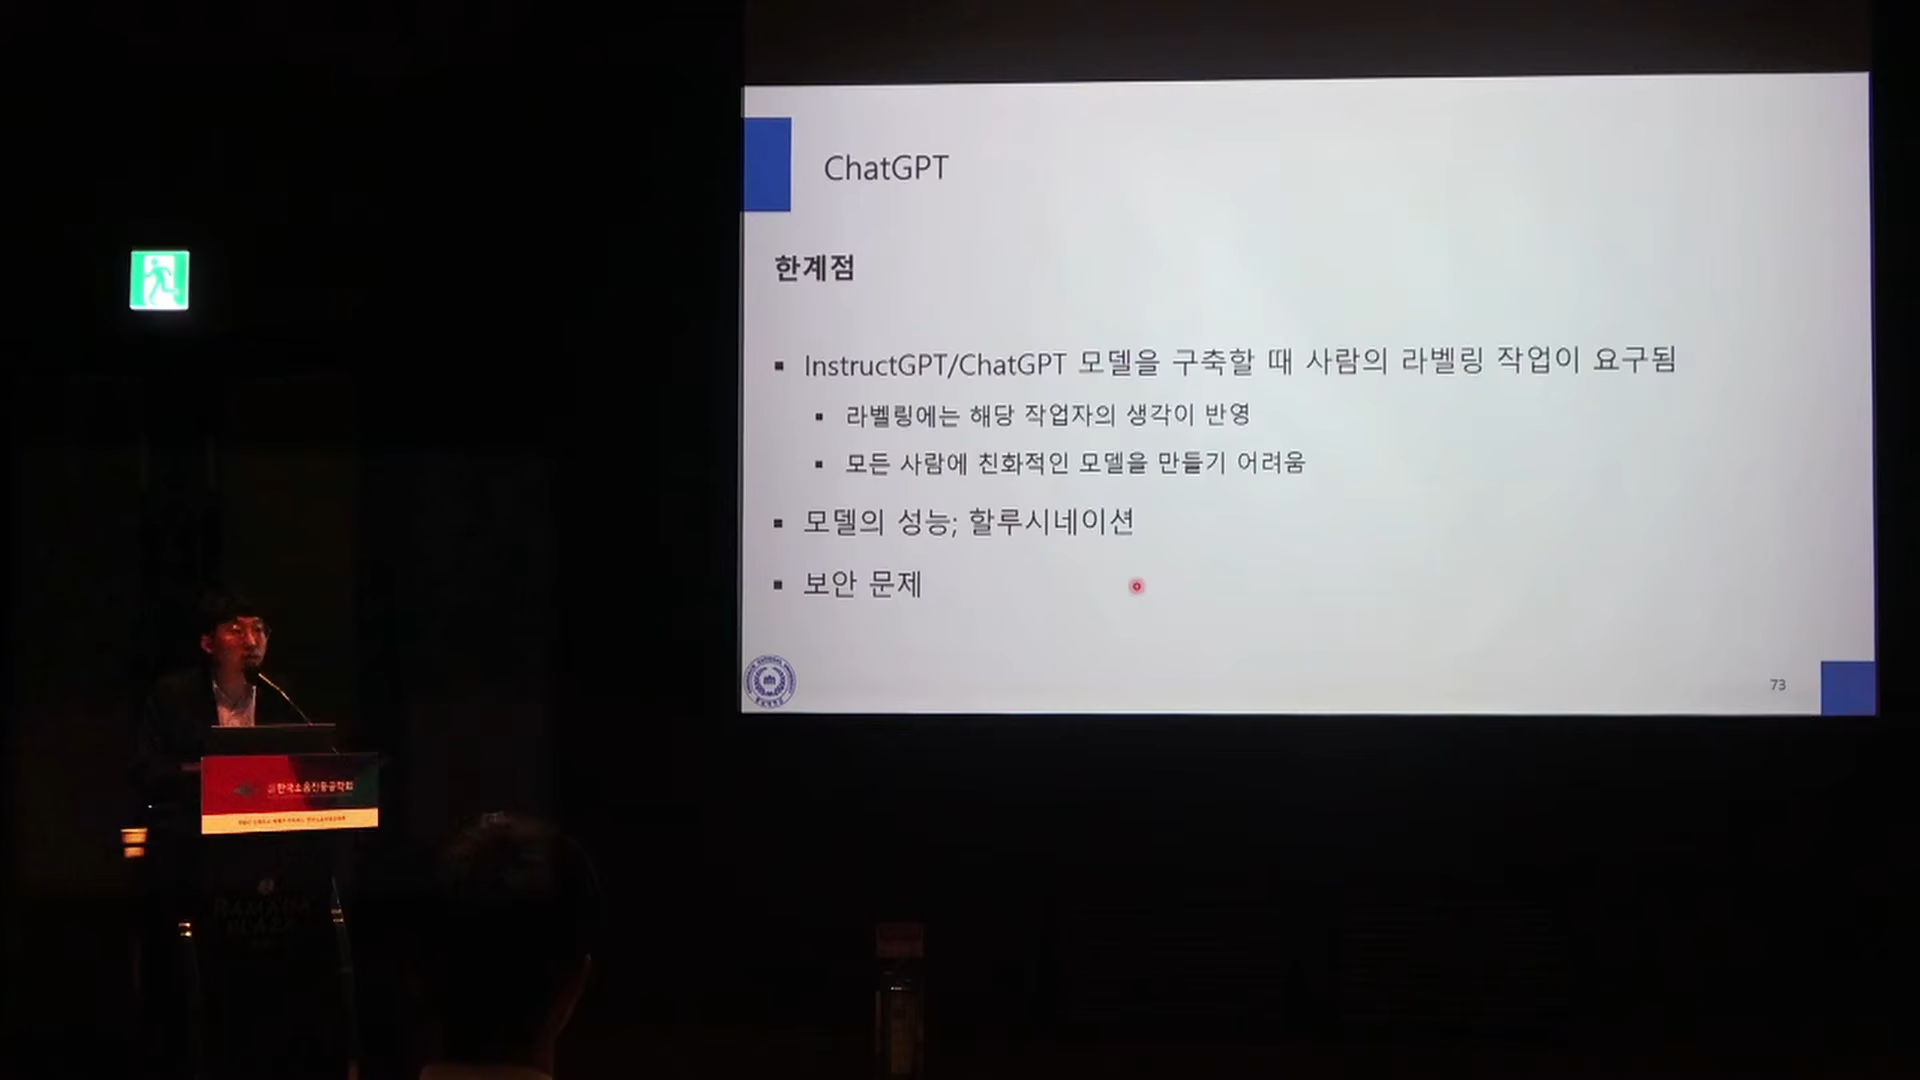 ChatGPT
한계점
▪ InstructGPT/ChatGPT 모델을 구축할 때 사람의 라벨링 작업이 요구됨
▪ 라벨링에는 해당 작업자의 생각이 반영
▪ 모든 사람에 친화적인 모델을 만들기 어려움
▪ 모델의 성능; 할루시네이션
▪ 보안 문제
73
한국소음진동공학회
RAMADA
PLAZA